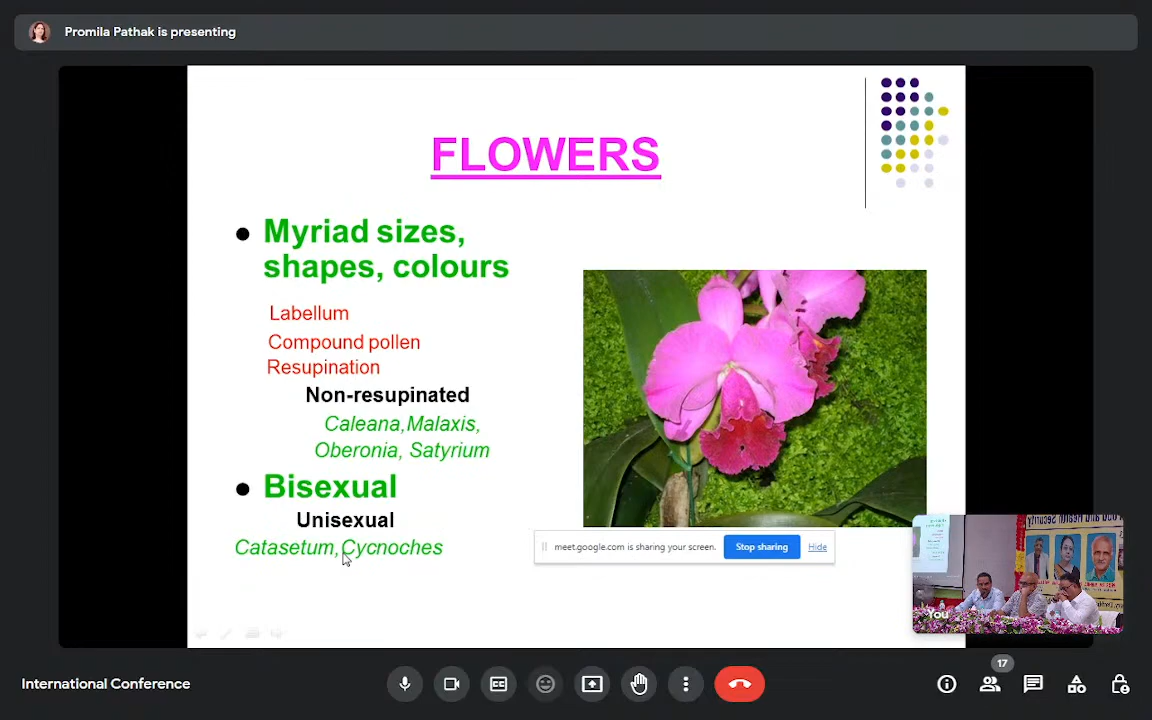 Promila Pathak is presenting
FLOWERS
Myriad sizes,
shapes, colours
Labellum
Compound pollen
Resupination
Non-resupinated
Caleana,Malaxis,
Oberonia, Satyrium
Bisexual
Unisexual
Catasetum,Cycnoches
meet.google.com is sharing your screen.
Stop sharing
Hide
You
International Conference
17